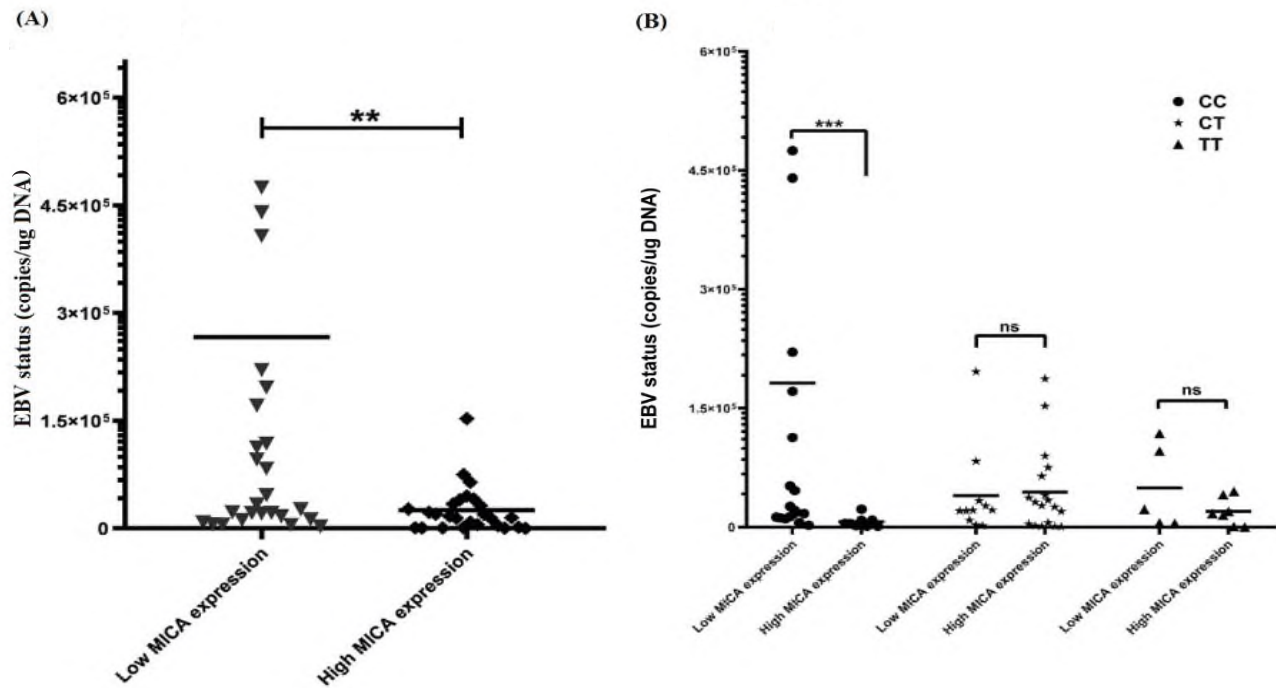 (A)
EBV status (copies/ug DNA)
6×10⁵
4.5×10⁵
3×10⁵
1.5×10⁵
0
**
Low MICA expression
High MICA expression
(B)
EBV status (copies/ug DNA)
6×10⁵
4.5×10⁵
3×10⁵
1.5×10⁵
0
CC
CT
TT
***
ns
ns
Low MICA expression
High MICA expression
Low MICA expression
High MICA expression
Low MICA expression
High MICA expression